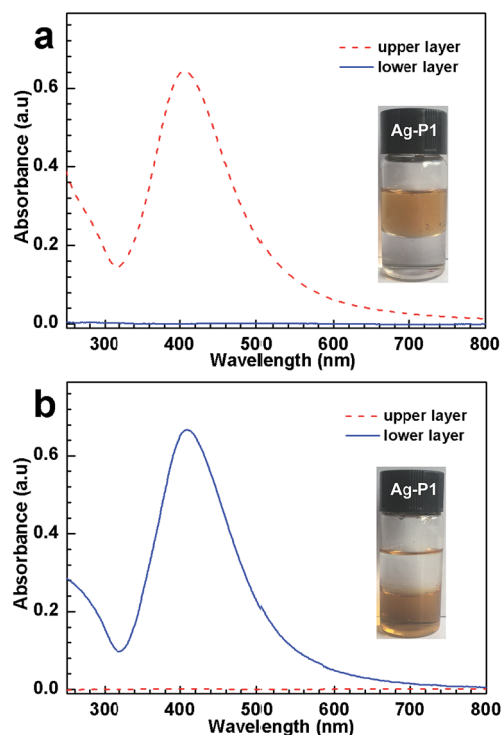 a
upper layer
lower layer
Ag-P1
Absorbance (a.u)
0.6
0.4
0.2
0.0
300 400 500 600 700 800
Wavelength (nm)
b
upper layer
lower layer
Ag-P1
Absorbance (a.u)
0.6
0.4
0.2
0.0
300 400 500 600 700 800
Wavelength (nm)